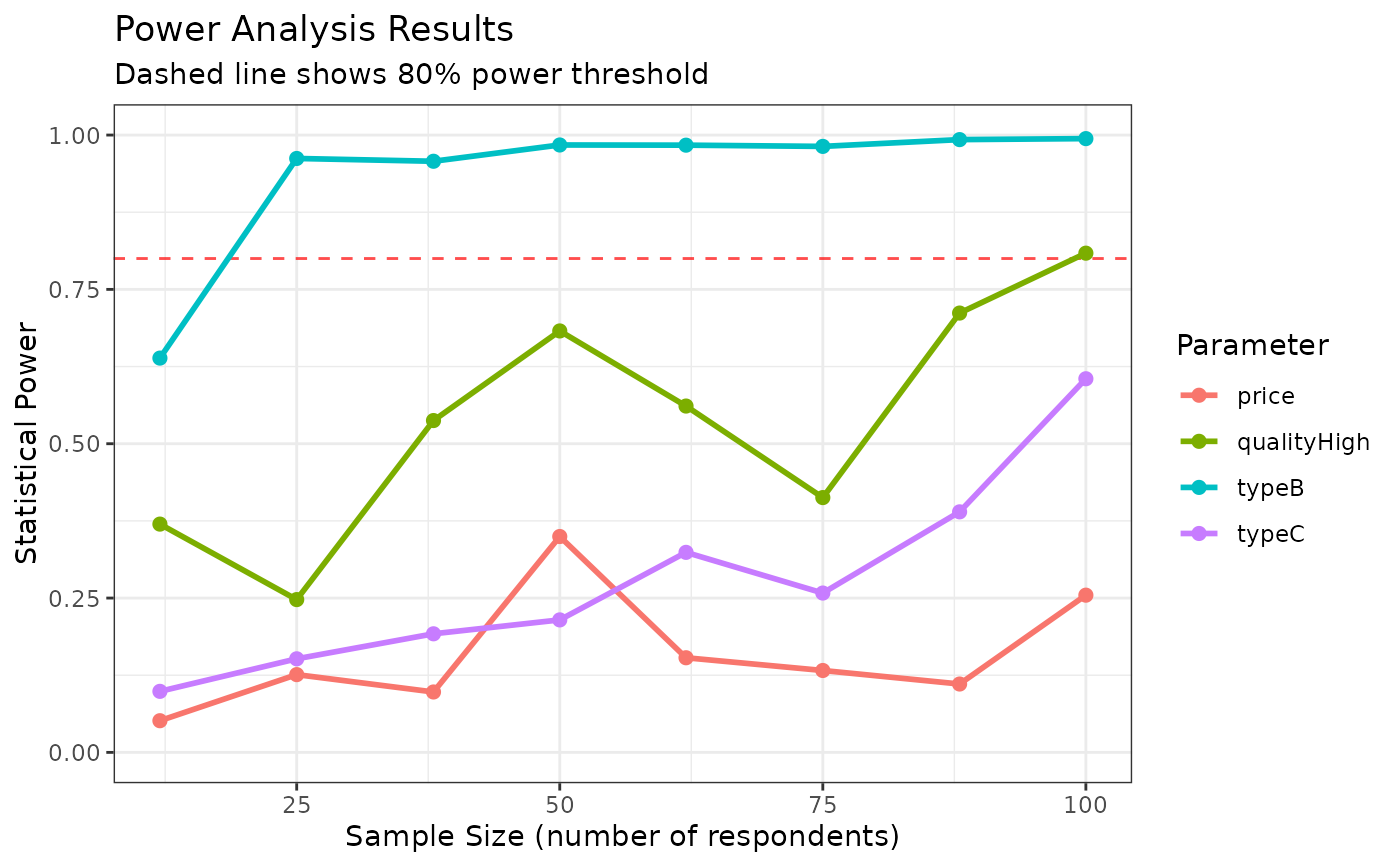 Power Analysis Results
Dashed line shows 80% power threshold
1.00
0.75
0.50
0.25
0.00
Statistical Power
25 50 75 100
Sample Size (number of respondents)
Parameter
price
qualityHigh
typeB
typeC